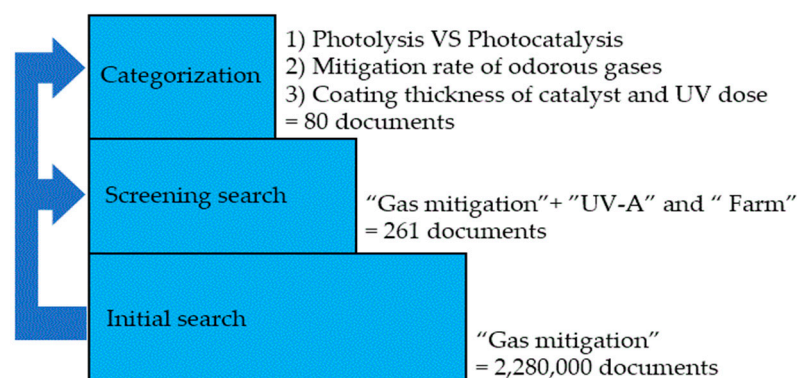 Categorization
1) Photolysis VS Photocatalysis
2) Mitigation rate of odorous gases
3) Coating thickness of catalyst and UV dose
= 80 documents
Screening search
“Gas mitigation”+ ”UV-A” and “ Farm”
= 261 documents
Initial search
“Gas mitigation”
= 2,280,000 documents